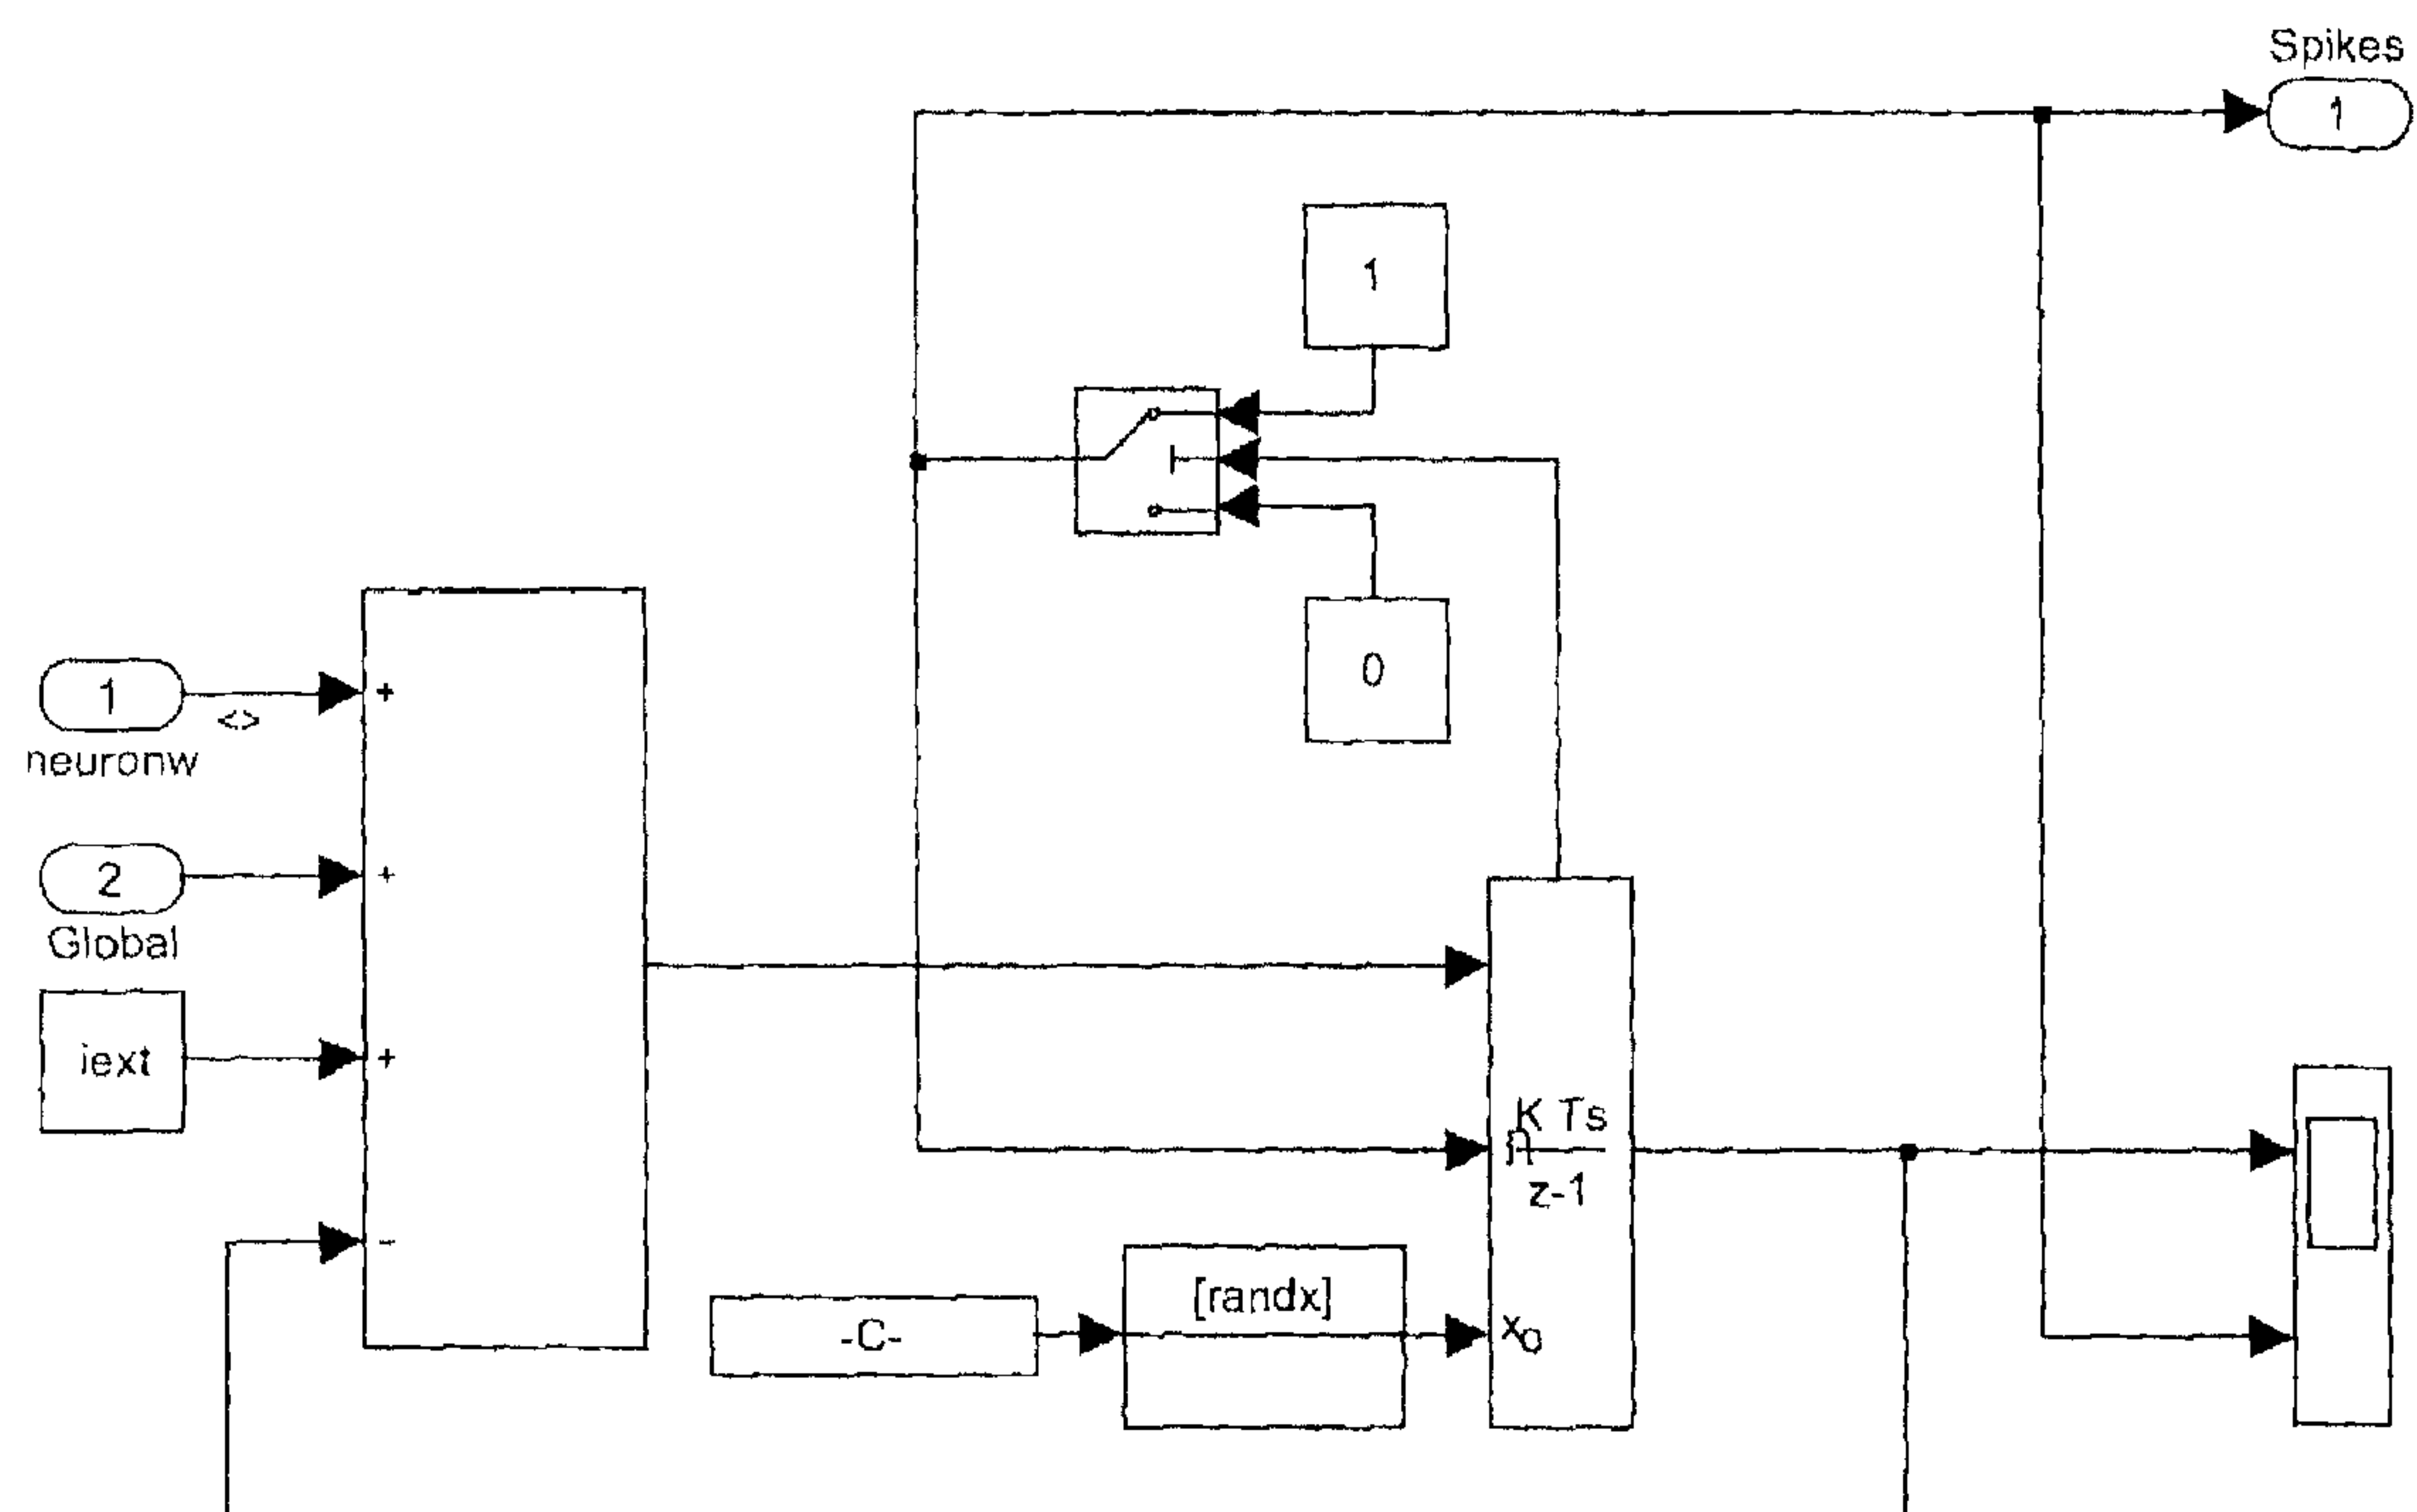 Spikes
1
1
0
1
+
<>
neuronw
2
+
Global
iext
+
-
K Ts
z-1
[randx]
-C-
x0